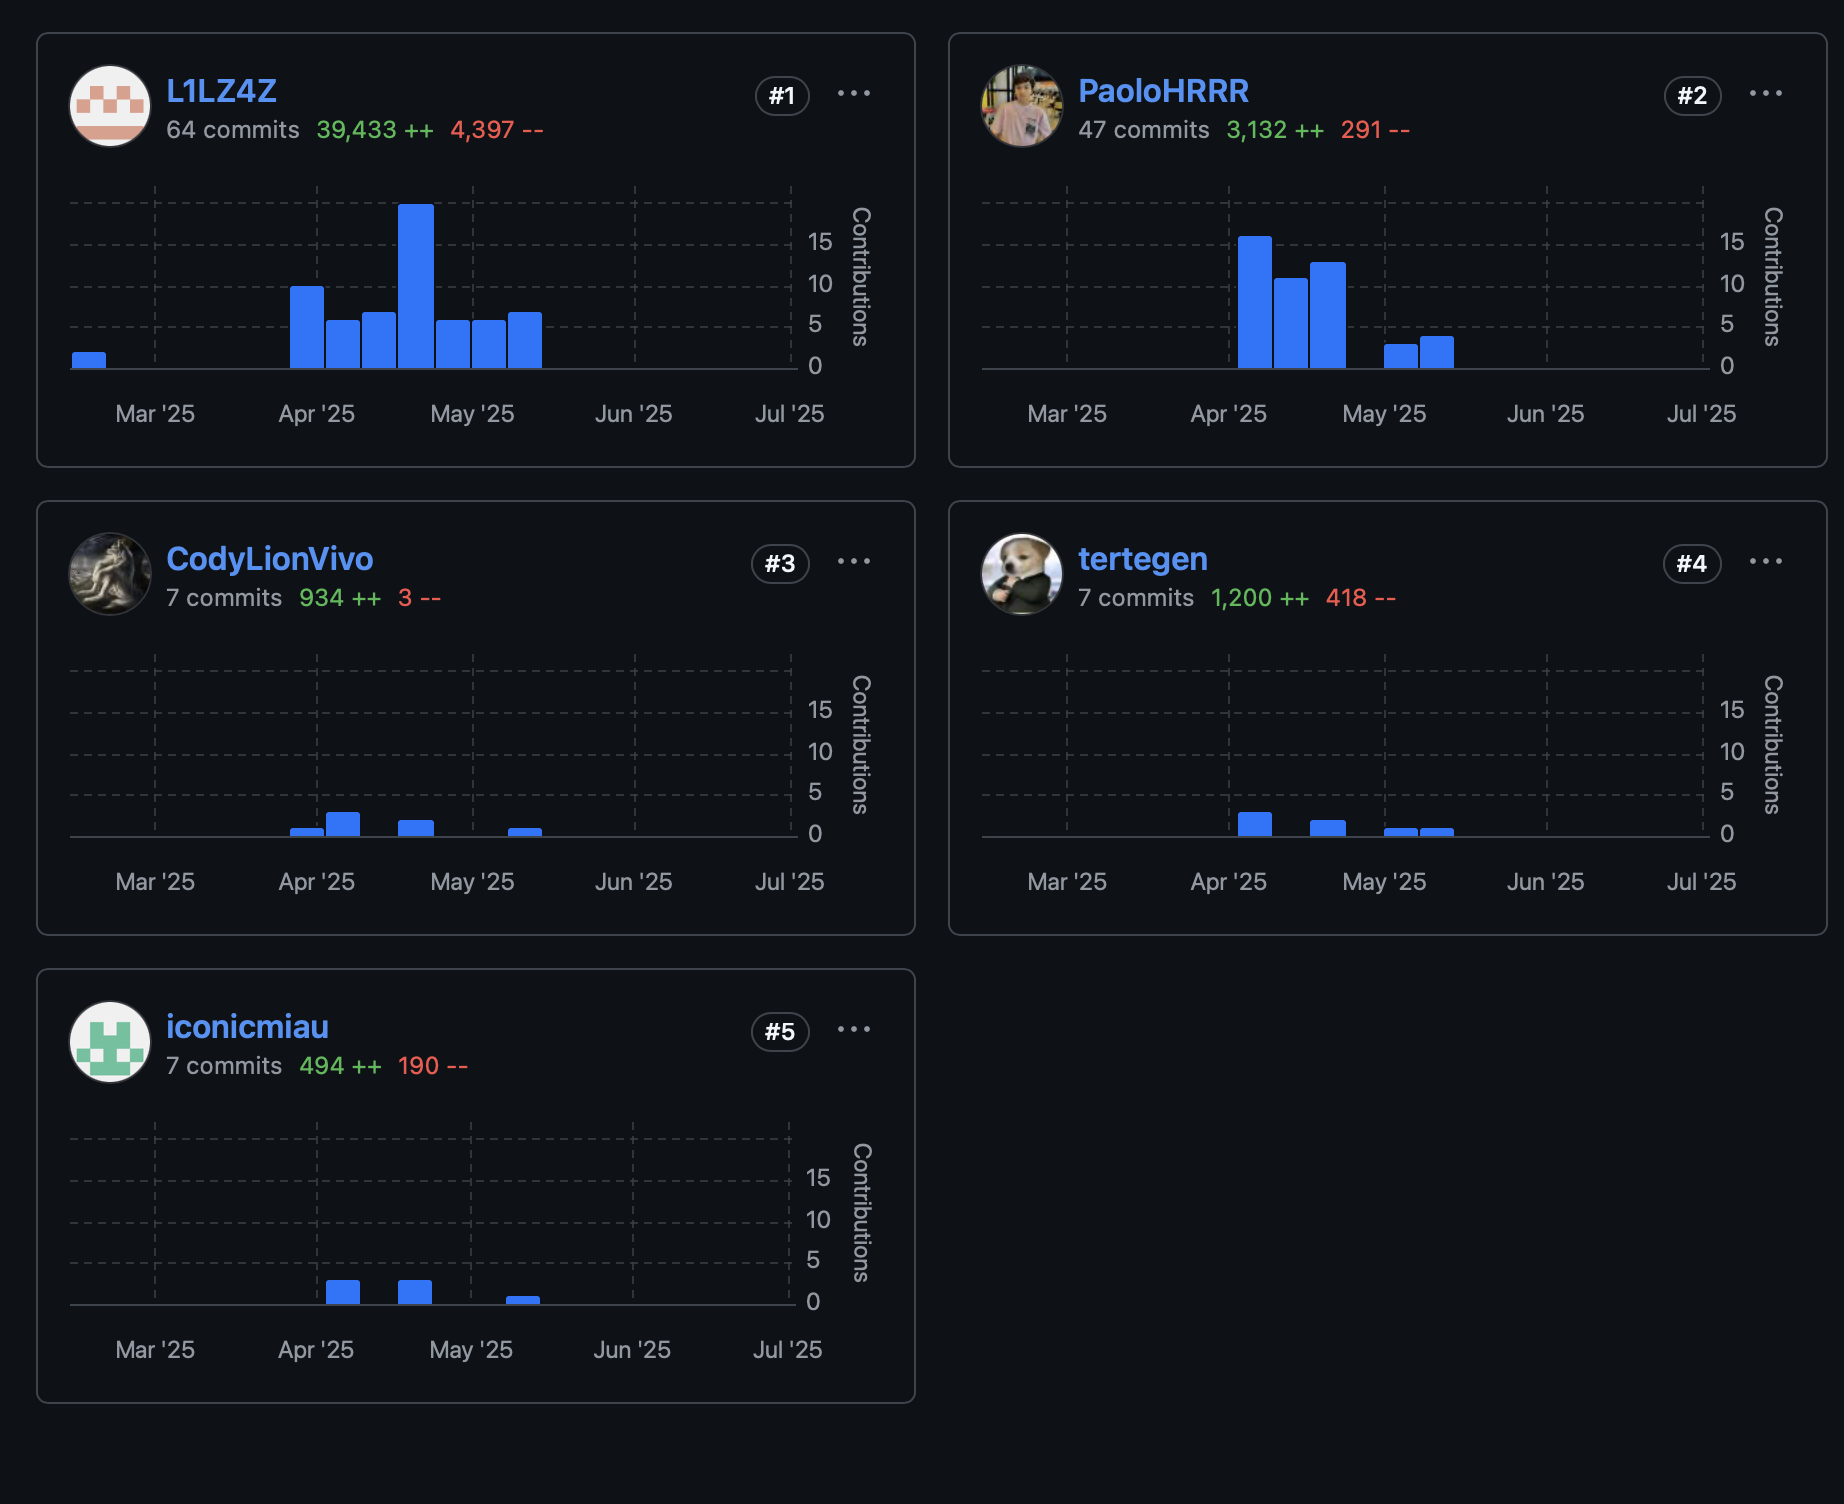 L1LZ4Z
#1
64 commits 39,433 ++ 4,397 --
15
10
5
0
Contributions
Mar '25 Apr '25 May '25 Jun '25 Jul '25
PaoloHRRR
#2
47 commits 3,132 ++ 291 --
15
10
5
0
Contributions
Mar '25 Apr '25 May '25 Jun '25 Jul '25
CodyLionVivo
#3
7 commits 934 ++ 3 --
15
10
5
0
Contributions
Mar '25 Apr '25 May '25 Jun '25 Jul '25
tertegen
#4
7 commits 1,200 ++ 418 --
15
10
5
0
Contributions
Mar '25 Apr '25 May '25 Jun '25 Jul '25
iconicmiau
#5
7 commits 494 ++ 190 --
15
10
5
0
Contributions
Mar '25 Apr '25 May '25 Jun '25 Jul '25